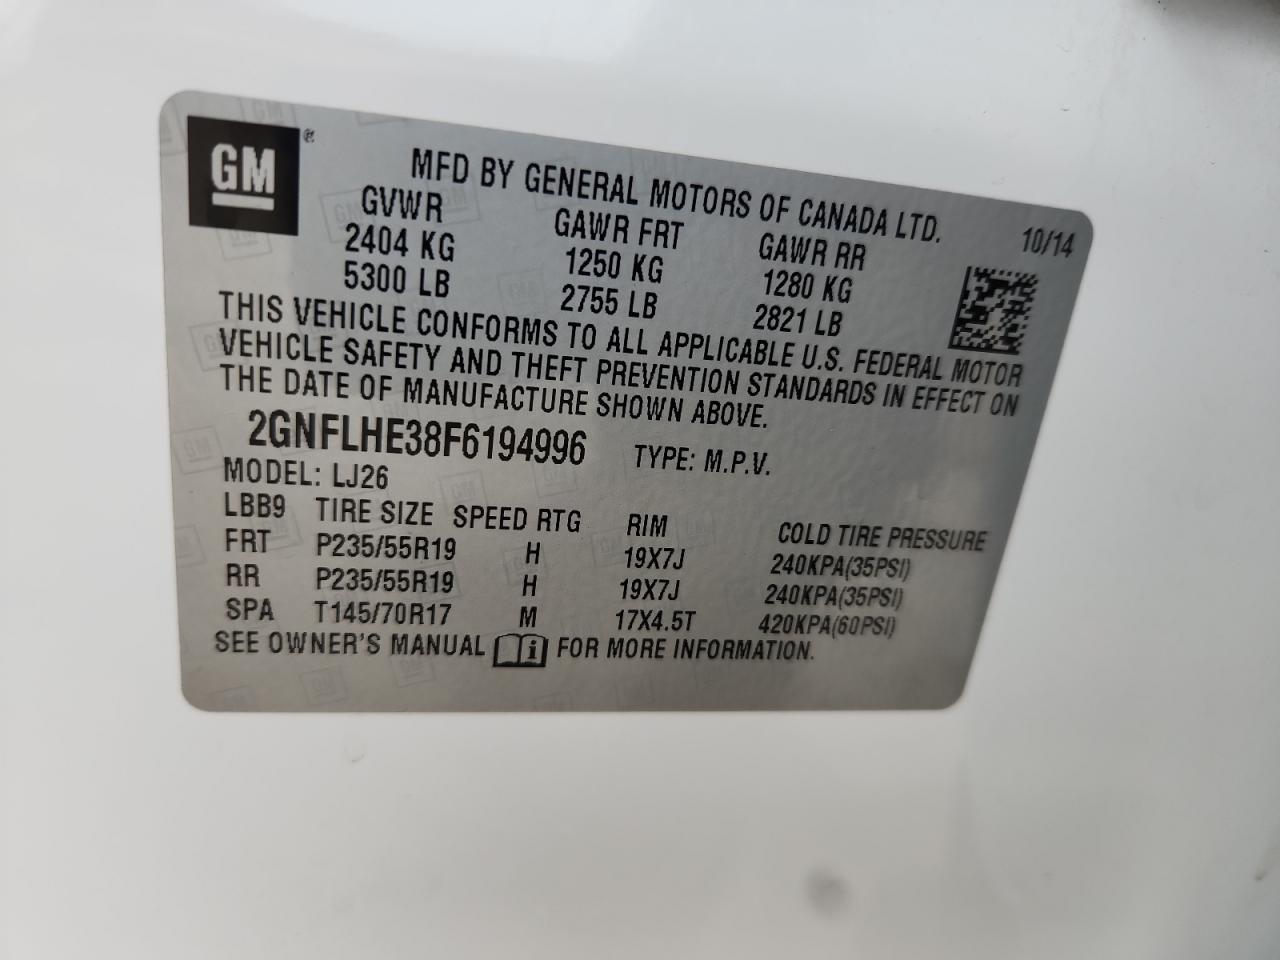 GM ®
MFD BY GENERAL MOTORS OF CANADA LTD.
10/14
GVWR GAWR FRT GAWR RR
2404 KG 1250 KG 1280 KG
5300 LB 2755 LB 2821 LB
THIS VEHICLE CONFORMS TO ALL APPLICABLE U.S. FEDERAL MOTOR
VEHICLE SAFETY AND THEFT PREVENTION STANDARDS IN EFFECT ON
THE DATE OF MANUFACTURE SHOWN ABOVE.
2GNFLHE38F6194996 TYPE: M.P.V.
MODEL: LJ26
LBB9 TIRE SIZE SPEED RTG RIM COLD TIRE PRESSURE
FRT P235/55R19 H 19X7J 240KPA(35PSI)
RR P235/55R19 H 19X7J 240KPA(35PSI)
SPA T145/70R17 M 17X4.5T 420KPA(60PSI)
SEE OWNER'S MANUAL i FOR MORE INFORMATION.